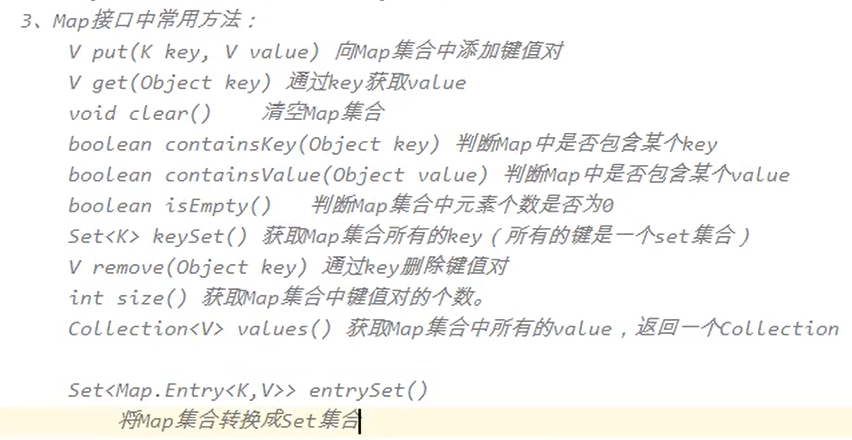 3、Map接口中常用方法：
V put(K key, V value) 向Map集合中添加键值对
V get(Object key) 通过key获取value
void clear() 清空Map集合
boolean containsKey(Object key) 判断Map中是否包含某个key
boolean containsValue(Object value) 判断Map中是否包含某个value
boolean isEmpty() 判断Map集合中元素个数是否为0
Set<K> keySet() 获取Map集合所有的key（所有的键是一个set集合）
V remove(Object key) 通过key删除键值对
int size() 获取Map集合中键值对的个数。
Collection<V> values() 获取Map集合中所有的value，返回一个Collection
Set<Map.Entry<K,V>> entrySet()
将Map集合转换成Set集合